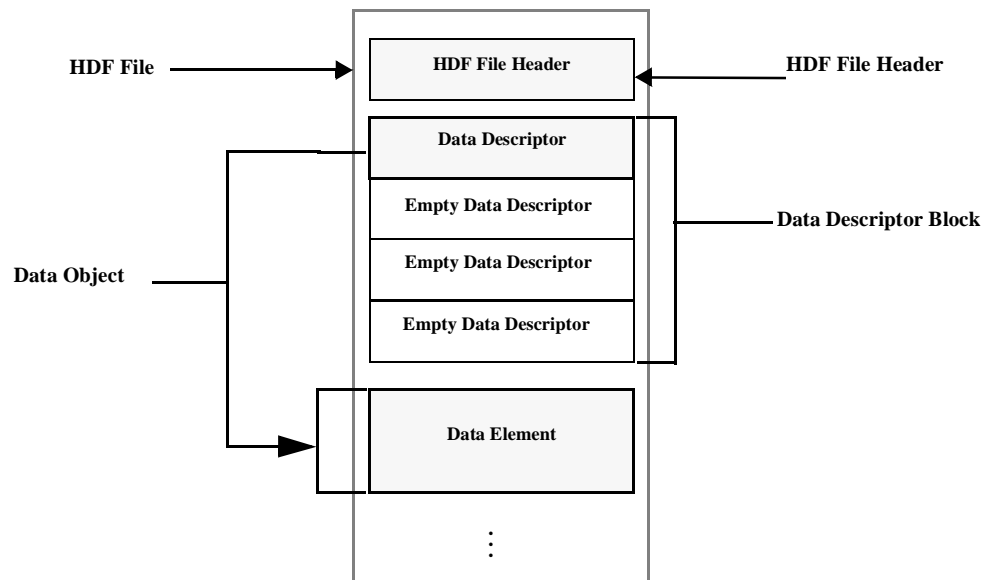 HDF File
HDF File Header
HDF File Header
Data Descriptor
Empty Data Descriptor
Data Descriptor Block
Empty Data Descriptor
Data Object
Empty Data Descriptor
Data Element